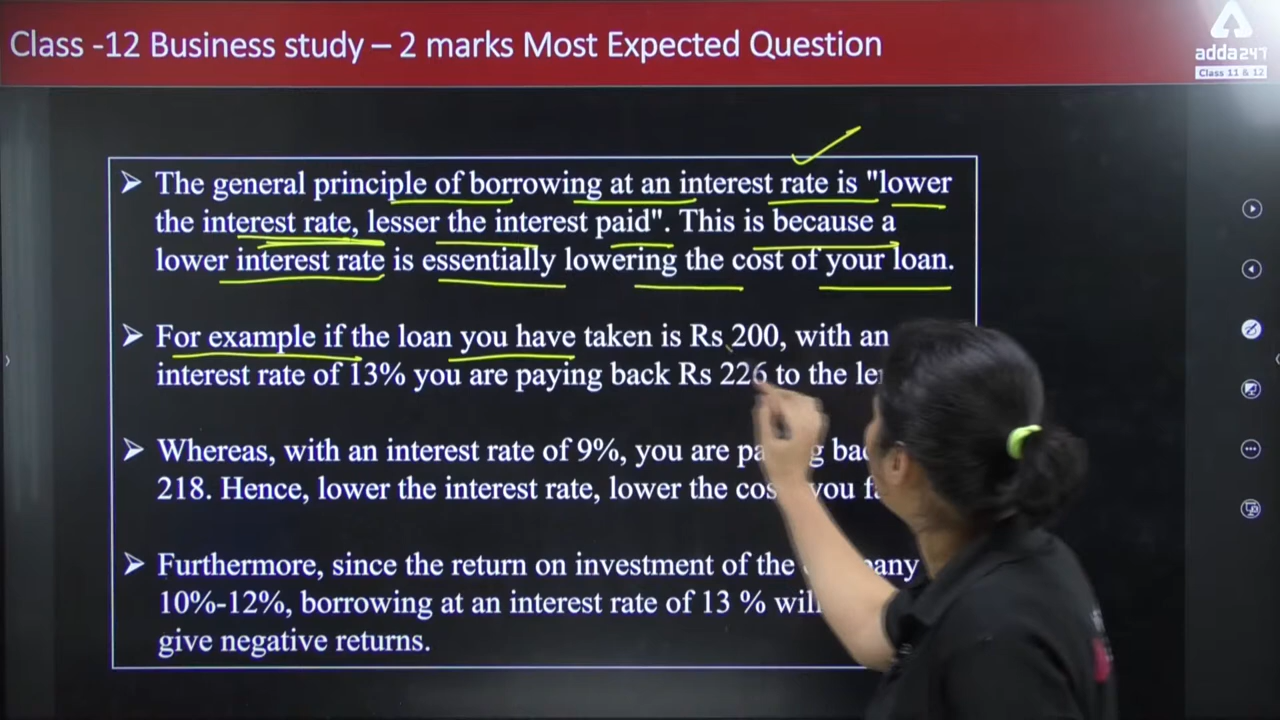 Class -12 Business study – 2 marks Most Expected Question
adda247
Class 11 & 12
➢ The general principle of borrowing at an interest rate is "lower
the interest rate, lesser the interest paid". This is because a
lower interest rate is essentially lowering the cost of your loan.
➢ For example if the loan you have taken is Rs 200, with an
interest rate of 13% you are paying back Rs 226 to the
➢ Whereas, with an interest rate of 9%, you are
218. Hence, lower the interest rate, lower the you
➢ Furthermore, since the return on investment of the
10%-12%, borrowing at an interest rate of 13 %
give negative returns.